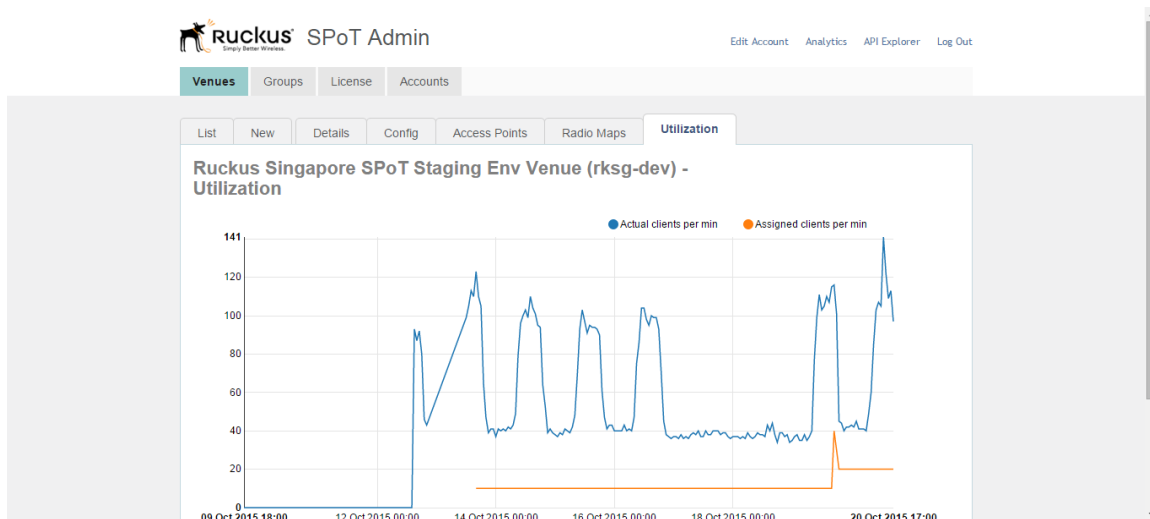 Ruckus SPoT Admin
Simply Better Wireless.
Edit Account Analytics API Explorer Log Out
Venues Groups License Accounts
List New Details Config Access Points Radio Maps Utilization
Ruckus Singapore SPoT Staging Env Venue (rksg-dev) -
Utilization
Actual clients per min Assigned clients per min
141
120
100
80
60
40
20
0
09 Oct 2015 18:00 12 Oct 2015 00:00 14 Oct 2015 00:00 16 Oct 2015 00:00 18 Oct 2015 00:00 20 Oct 2015 17:00